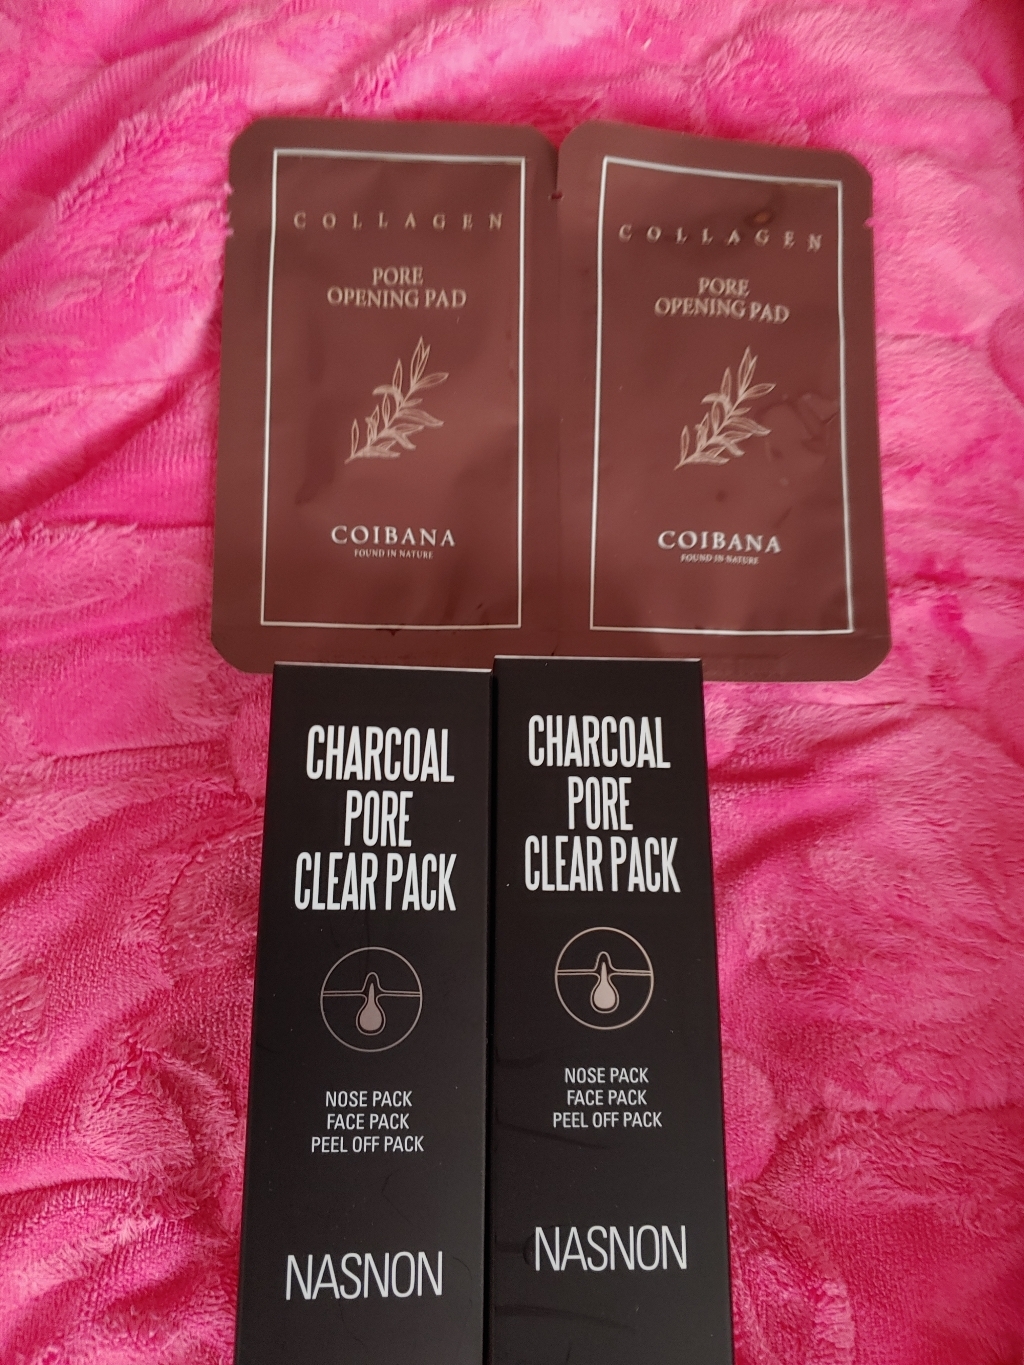 COLLAGEN
PORE
OPENING PAD
COIBANA
FOUND IN NATURE
COLLAGEN
PORE
OPENING PAD
COIBANA
FOUND IN NATURE
CHARCOAL
PORE
CLEAR PACK
NOSE PACK
FACE PACK
PEEL OFF PACK
NASNON
CHARCOAL
PORE
CLEAR PACK
NOSE PACK
FACE PACK
PEEL OFF PACK
NASNON